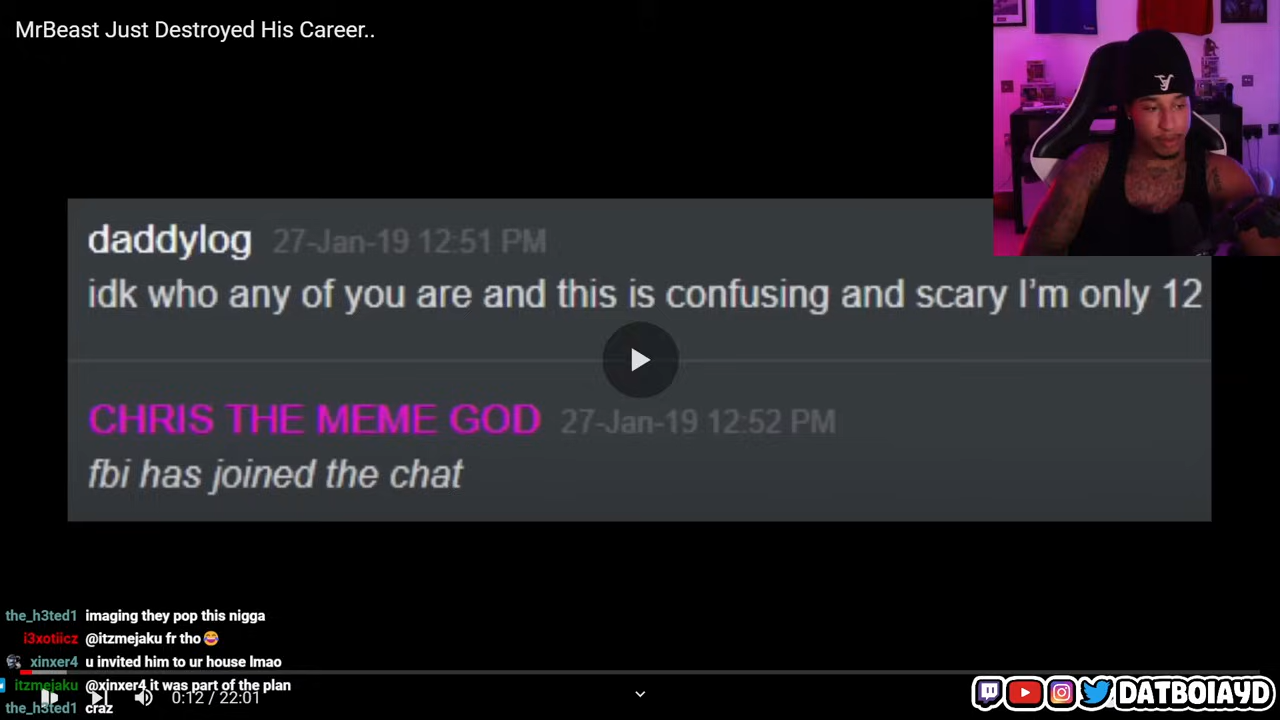 MrBeast Just Destroyed His Career..
daddylog 27-Jan-19 12:51 PM
idk who any of you are and this is confusing and scary I'm only 12
CHRIS THE MEME GOD 27-Jan-19 12:52 PM
fbi has joined the chat
the_h3ted1 imaging they pop this nigga
i3xotiicz @itzmejaku fr tho😂
xinxer4 u invited him to ur house lmao
itzmejaku @xinxer4 it was part of the plan
0:12 / 22:01
the_h3ted1 craz
DATBOIAYD